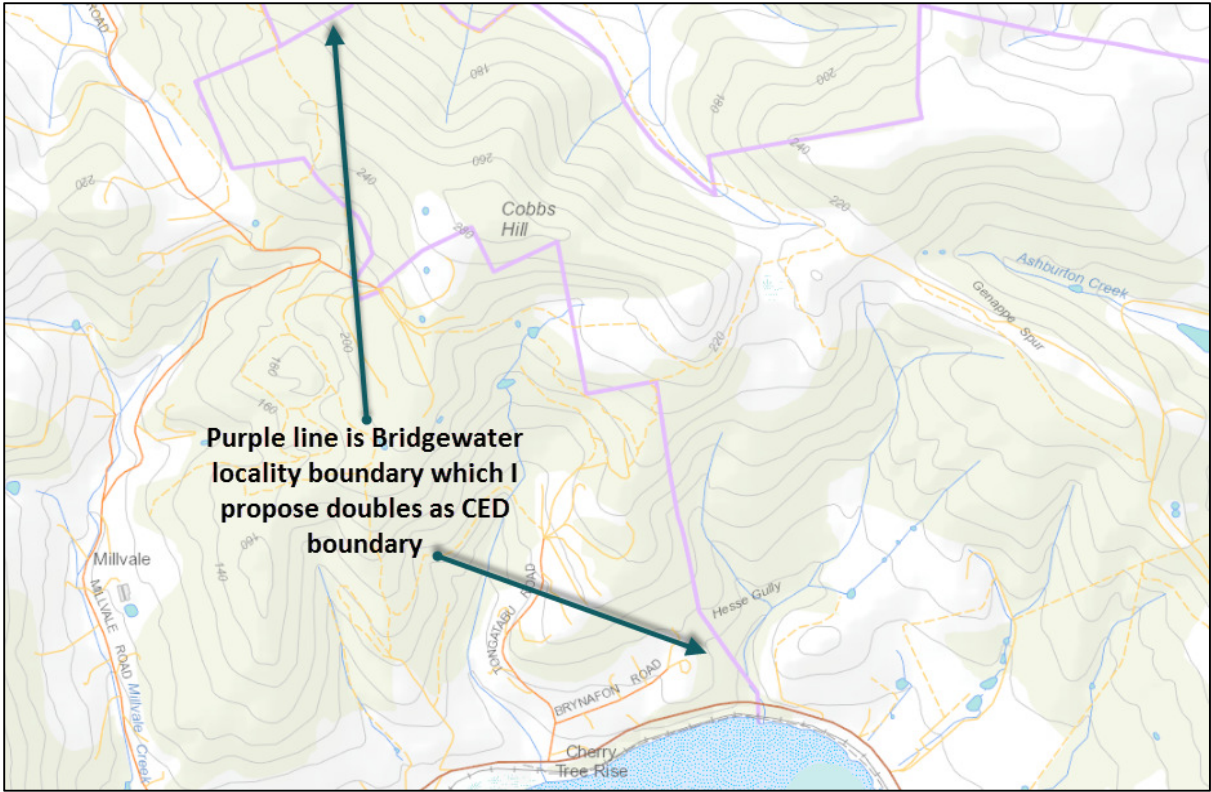 ROAD
180
200
180
260
240
240
220
220
Cobbs
Hill
280
Ashburton Creek
Genappe Spur
200
220
180
160
Purple line is Bridgewater
locality boundary which I
propose doubles as CED
boundary
160
140
Millvale
MILLVALE ROAD
Millvale Creek
TONGATABU ROAD
Hesse Gully
BRYNAFON ROAD
Cherry
Tree Rise